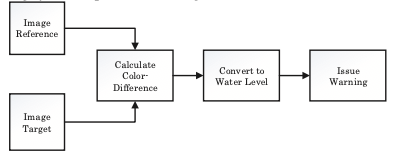 Image
Reference
Calculate
Color-
Difference
Convert to
Water Level
Issue
Warning
Image
Target